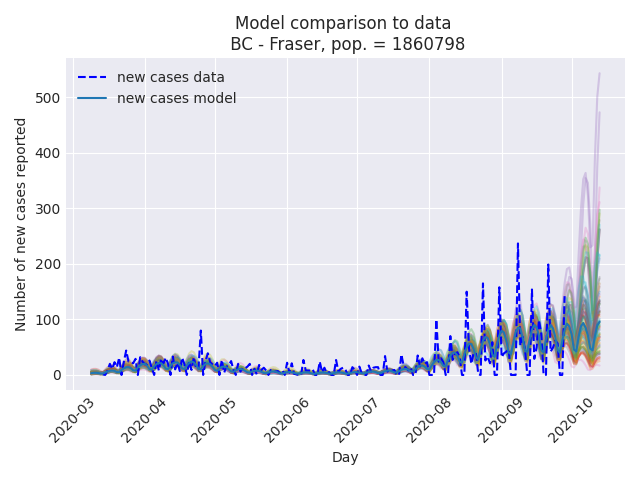 Model comparison to data
BC - Fraser, pop. = 1860798
new cases data
new cases model
Number of new cases reported
500
400
300
200
100
0
2020-03
2020-04
2020-05
2020-06
2020-07
2020-08
2020-09
2020-10
Day